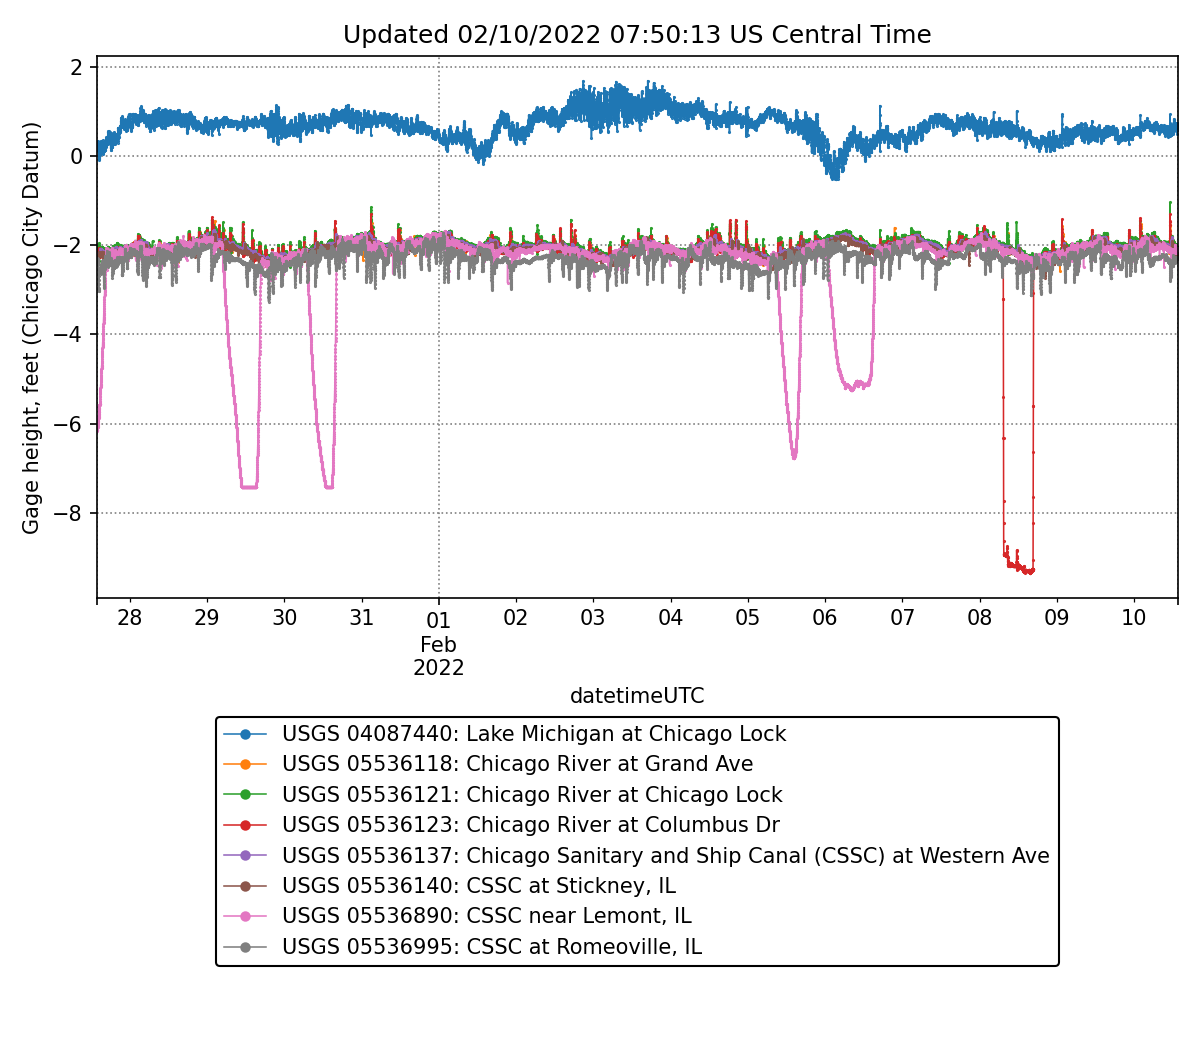 Updated 02/10/2022 07:50:13 US Central Time
Gage height, feet (Chicago City Datum)
2
0
−2
−4
−6
−8
28 29 30 31 01 02 03 04 05 06 07 08 09 10
Feb
2022
datetimeUTC
USGS 04087440: Lake Michigan at Chicago Lock
USGS 05536118: Chicago River at Grand Ave
USGS 05536121: Chicago River at Chicago Lock
USGS 05536123: Chicago River at Columbus Dr
USGS 05536137: Chicago Sanitary and Ship Canal (CSSC) at Western Ave
USGS 05536140: CSSC at Stickney, IL
USGS 05536890: CSSC near Lemont, IL
USGS 05536995: CSSC at Romeoville, IL